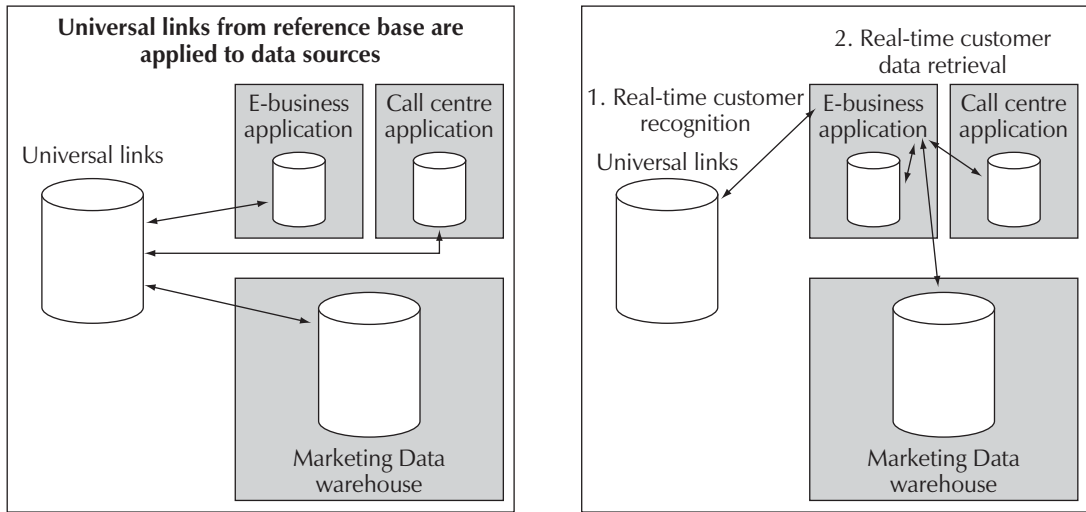 Universal links from reference base are
applied to data sources
E-business
application
Call centre
application
Universal links
Marketing Data
warehouse
2. Real-time customer
data retrieval
1. Real-time customer
recognition
E-business
application
Call centre
application
Universal links
Marketing Data
warehouse